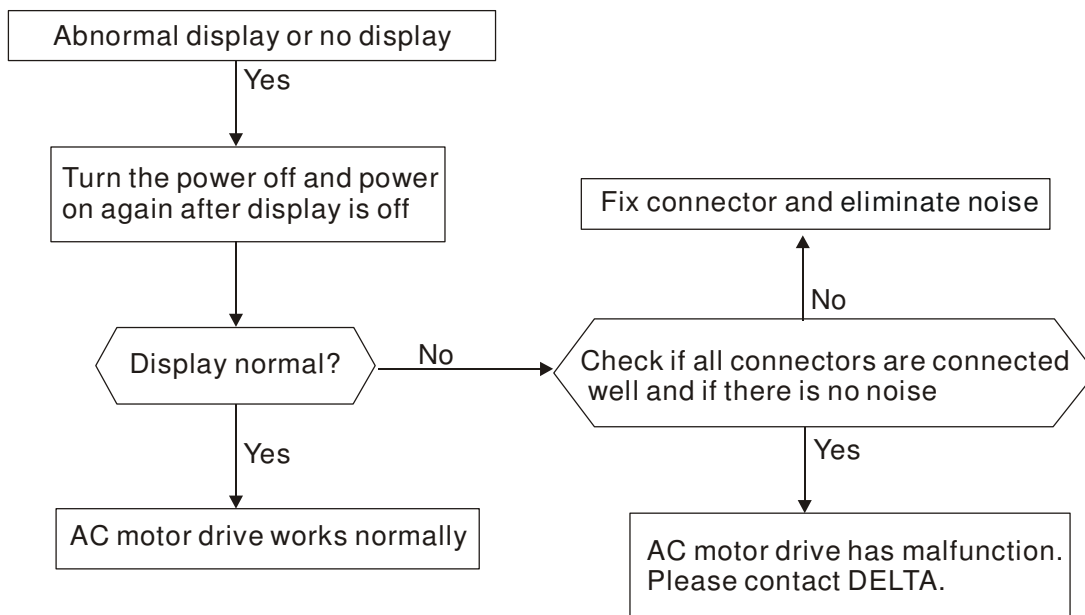 Abnormal display or no display
Yes
Turn the power off and power
on again after display is off
Fix connector and eliminate noise
No
Display normal?
No
Check if all connectors are connected
well and if there is no noise
Yes
Yes
AC motor drive works normally
AC motor drive has malfunction.
Please contact DELTA.